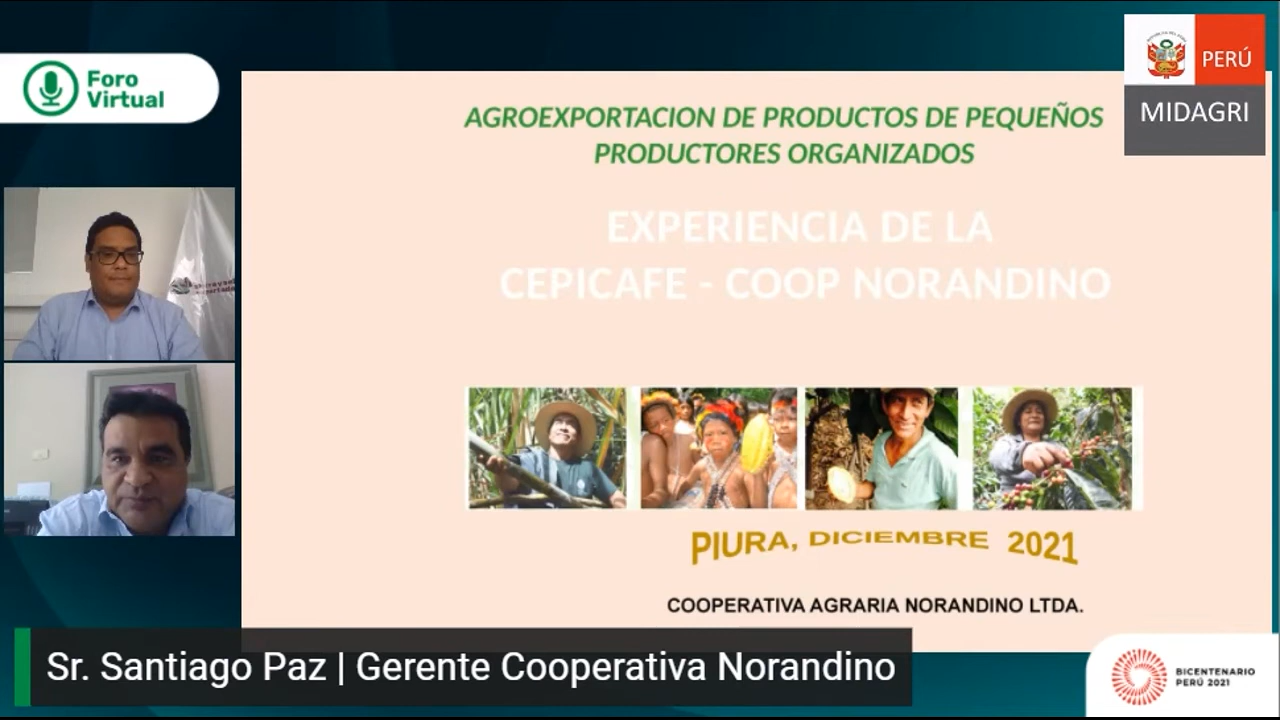 Foro
Virtual
PERÚ
MIDAGRI
AGROEXPORTACION DE PRODUCTOS DE PEQUEÑOS
PRODUCTORES ORGANIZADOS
EXPERIENCIA DE LA
CEPICAFE - COOP NORANDINO
PIURA, DICIEMBRE 2021
COOPERATIVA AGRARIA NORANDINO LTDA.
Sr. Santiago Paz | Gerente Cooperativa Norandino
BICENTENARIO
PERÚ 2021